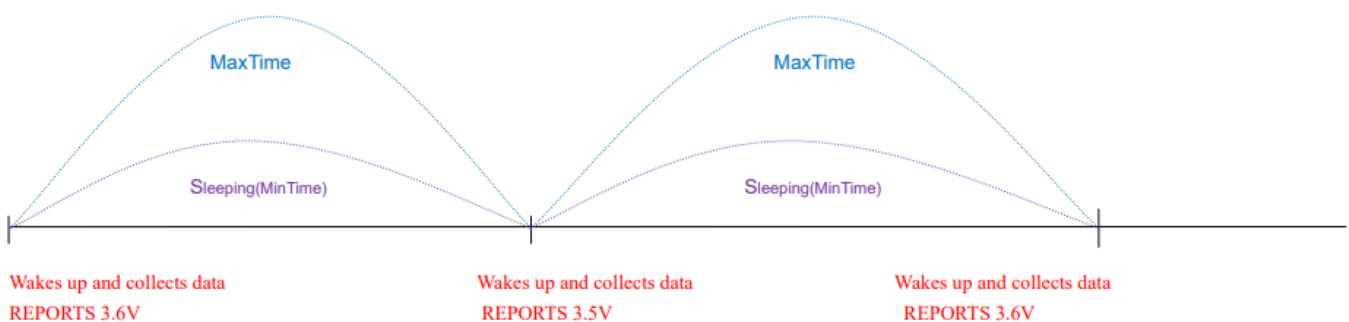 MaxTime
MaxTime
Sleeping(MinTime)
Sleeping(MinTime)
Wakes up and collects data
REPORTS 3.6V
Wakes up and collects data
REPORTS 3.5V
Wakes up and collects data
REPORTS 3.6V